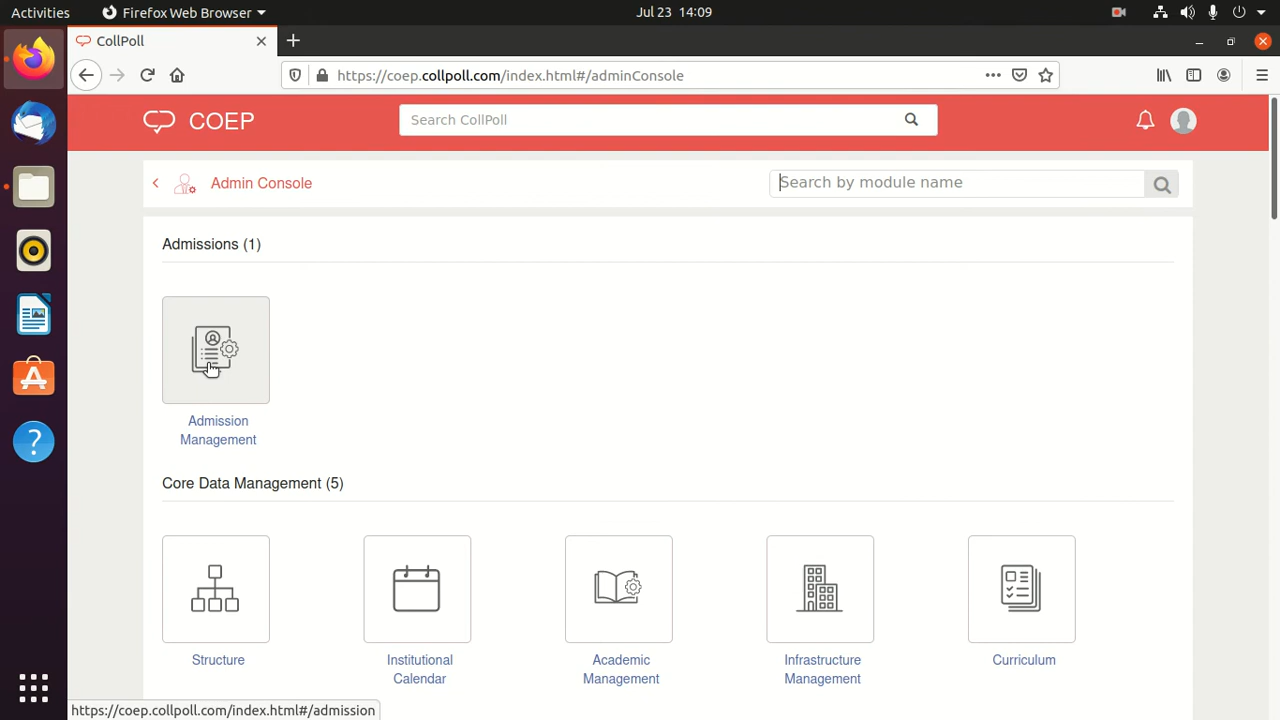 Activities
Firefox Web Browser
Jul 23 14:09
CollPoll
https://coep.collpoll.com/index.html#/adminConsole
COEP
Search CollPoll
Admin Console
Search by module name
Admissions (1)
Admission
Management
Core Data Management (5)
Structure
Institutional
Calendar
Academic
Management
Infrastructure
Management
Curriculum
https://coep.collpoll.com/index.html#/admission